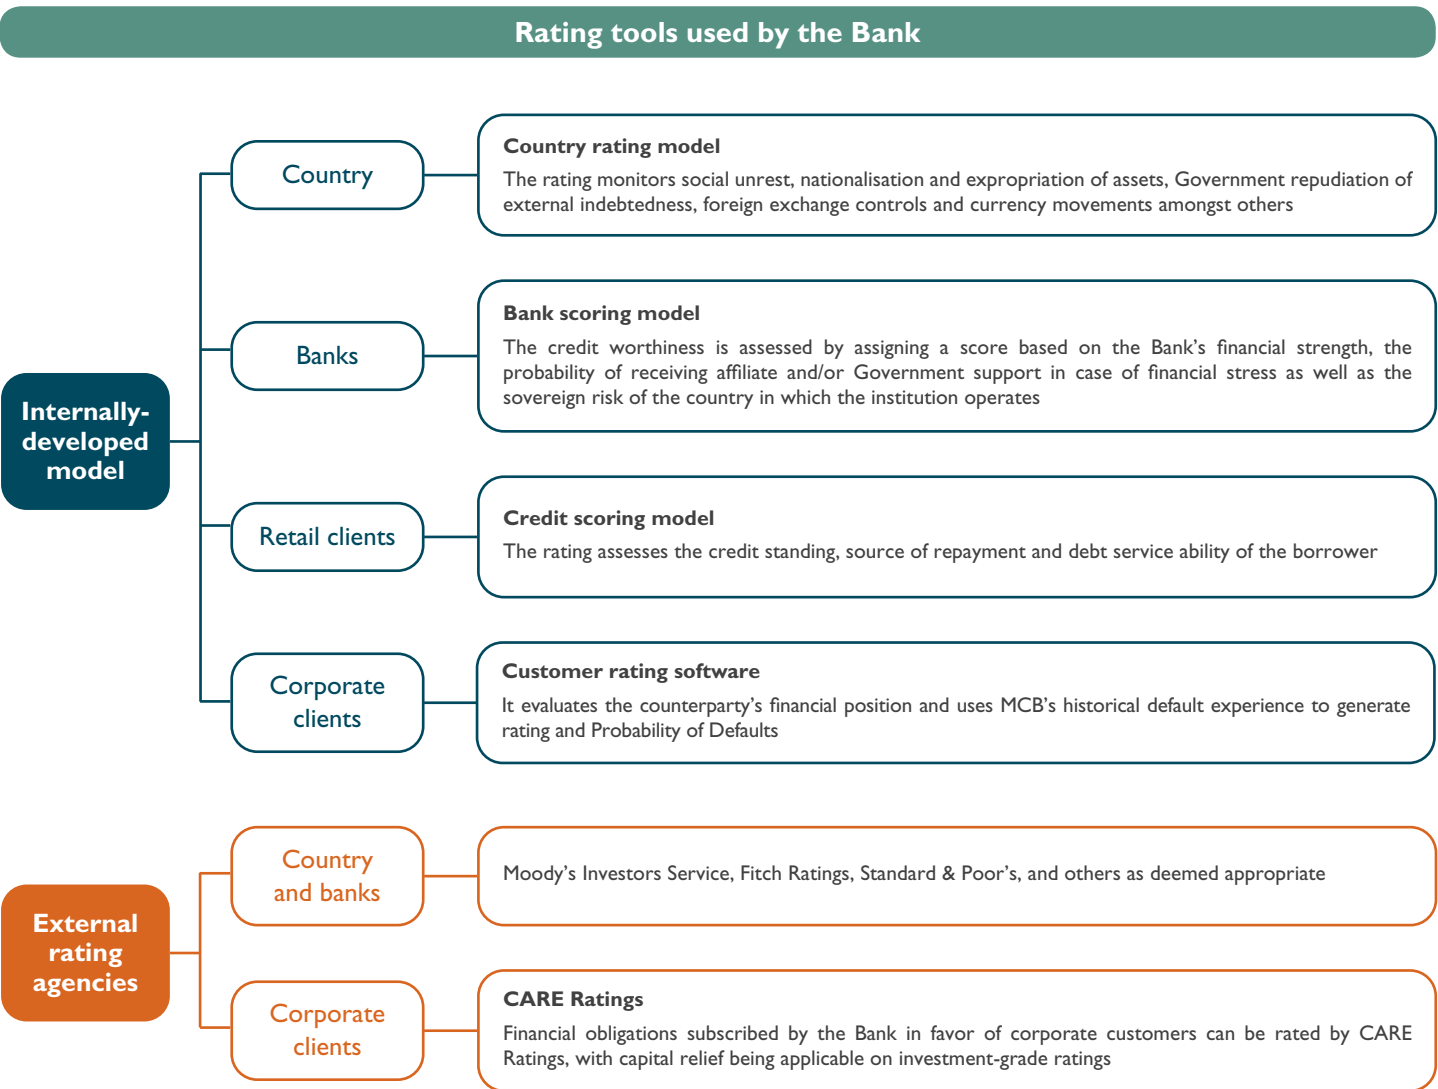 Rating tools used by the Bank
Internally-
developed
model
Country
Country rating model
The rating monitors social unrest, nationalisation and expropriation of assets, Government repudiation of
external indebtedness, foreign exchange controls and currency movements amongst others
Banks
Bank scoring model
The credit worthiness is assessed by assigning a score based on the Bank’s financial strength, the
probability of receiving affiliate and/or Government support in case of financial stress as well as the
sovereign risk of the country in which the institution operates
Retail clients
Credit scoring model
The rating assesses the credit standing, source of repayment and debt service ability of the borrower
Corporate
clients
Customer rating software
It evaluates the counterparty’s financial position and uses MCB’s historical default experience to generate
rating and Probability of Defaults
External
rating
agencies
Country
and banks
Moody’s Investors Service, Fitch Ratings, Standard & Poor’s, and others as deemed appropriate
Corporate
clients
CARE Ratings
Financial obligations subscribed by the Bank in favor of corporate customers can be rated by CARE
Ratings, with capital relief being applicable on investment-grade ratings